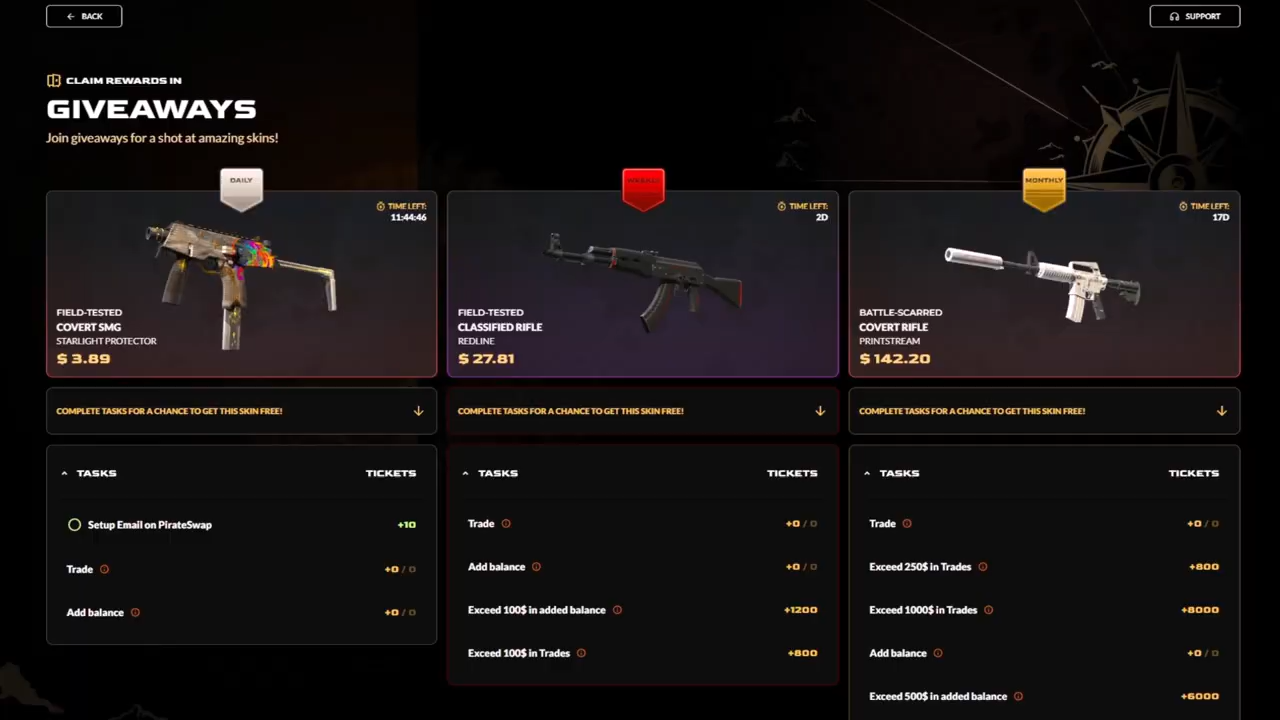 BACK
SUPPORT
CLAIM REWARDS IN
GIVEAWAYS
Join giveaways for a shot at amazing skins!
DAILY
TIME LEFT:
11:44:46
FIELD-TESTED
COVERT SMG
STARLIGHT PROTECTOR
$ 3.89
WEEKLY
TIME LEFT:
2D
FIELD-TESTED
CLASSIFIED RIFLE
REDLINE
$ 27.81
MONTHLY
TIME LEFT:
17D
BATTLE-SCARRED
COVERT RIFLE
PRINTSTREAM
$ 142.20
COMPLETE TASKS FOR A CHANCE TO GET THIS SKIN FREE!
COMPLETE TASKS FOR A CHANCE TO GET THIS SKIN FREE!
COMPLETE TASKS FOR A CHANCE TO GET THIS SKIN FREE!
TASKS TICKETS
Setup Email on PirateSwap +10
Trade +0 / 0
Add balance +0 / 0
TASKS TICKETS
Trade +0 / 0
Add balance +0 / 0
Exceed 100$ in added balance +1200
Exceed 100$ in Trades +800
TASKS TICKETS
Trade +0 / 0
Exceed 250$ in Trades +800
Exceed 1000$ in Trades +8000
Add balance +0 / 0
Exceed 500$ in added balance +6000